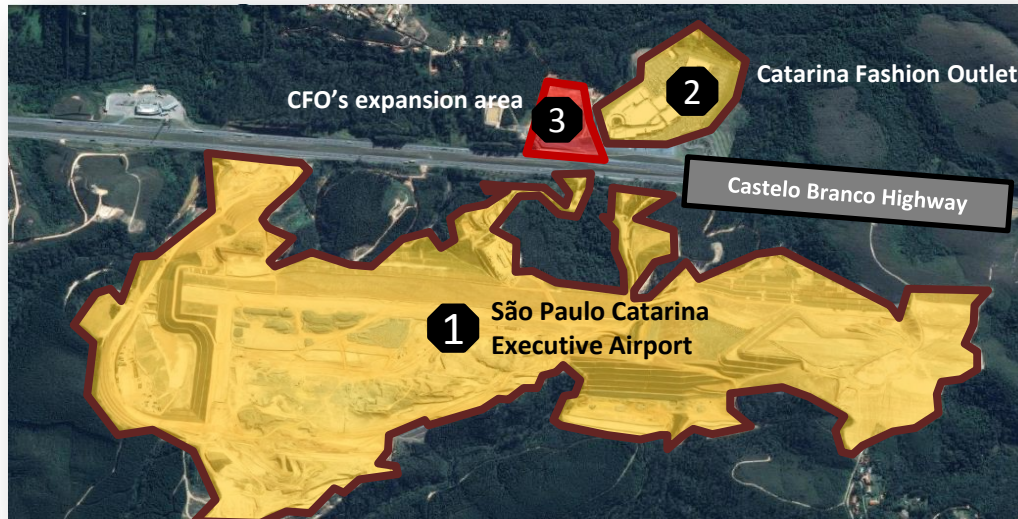 Catarina Fashion Outlet
2
CFO's expansion area
3
Castelo Branco Highway
1
São Paulo Catarina
Executive Airport